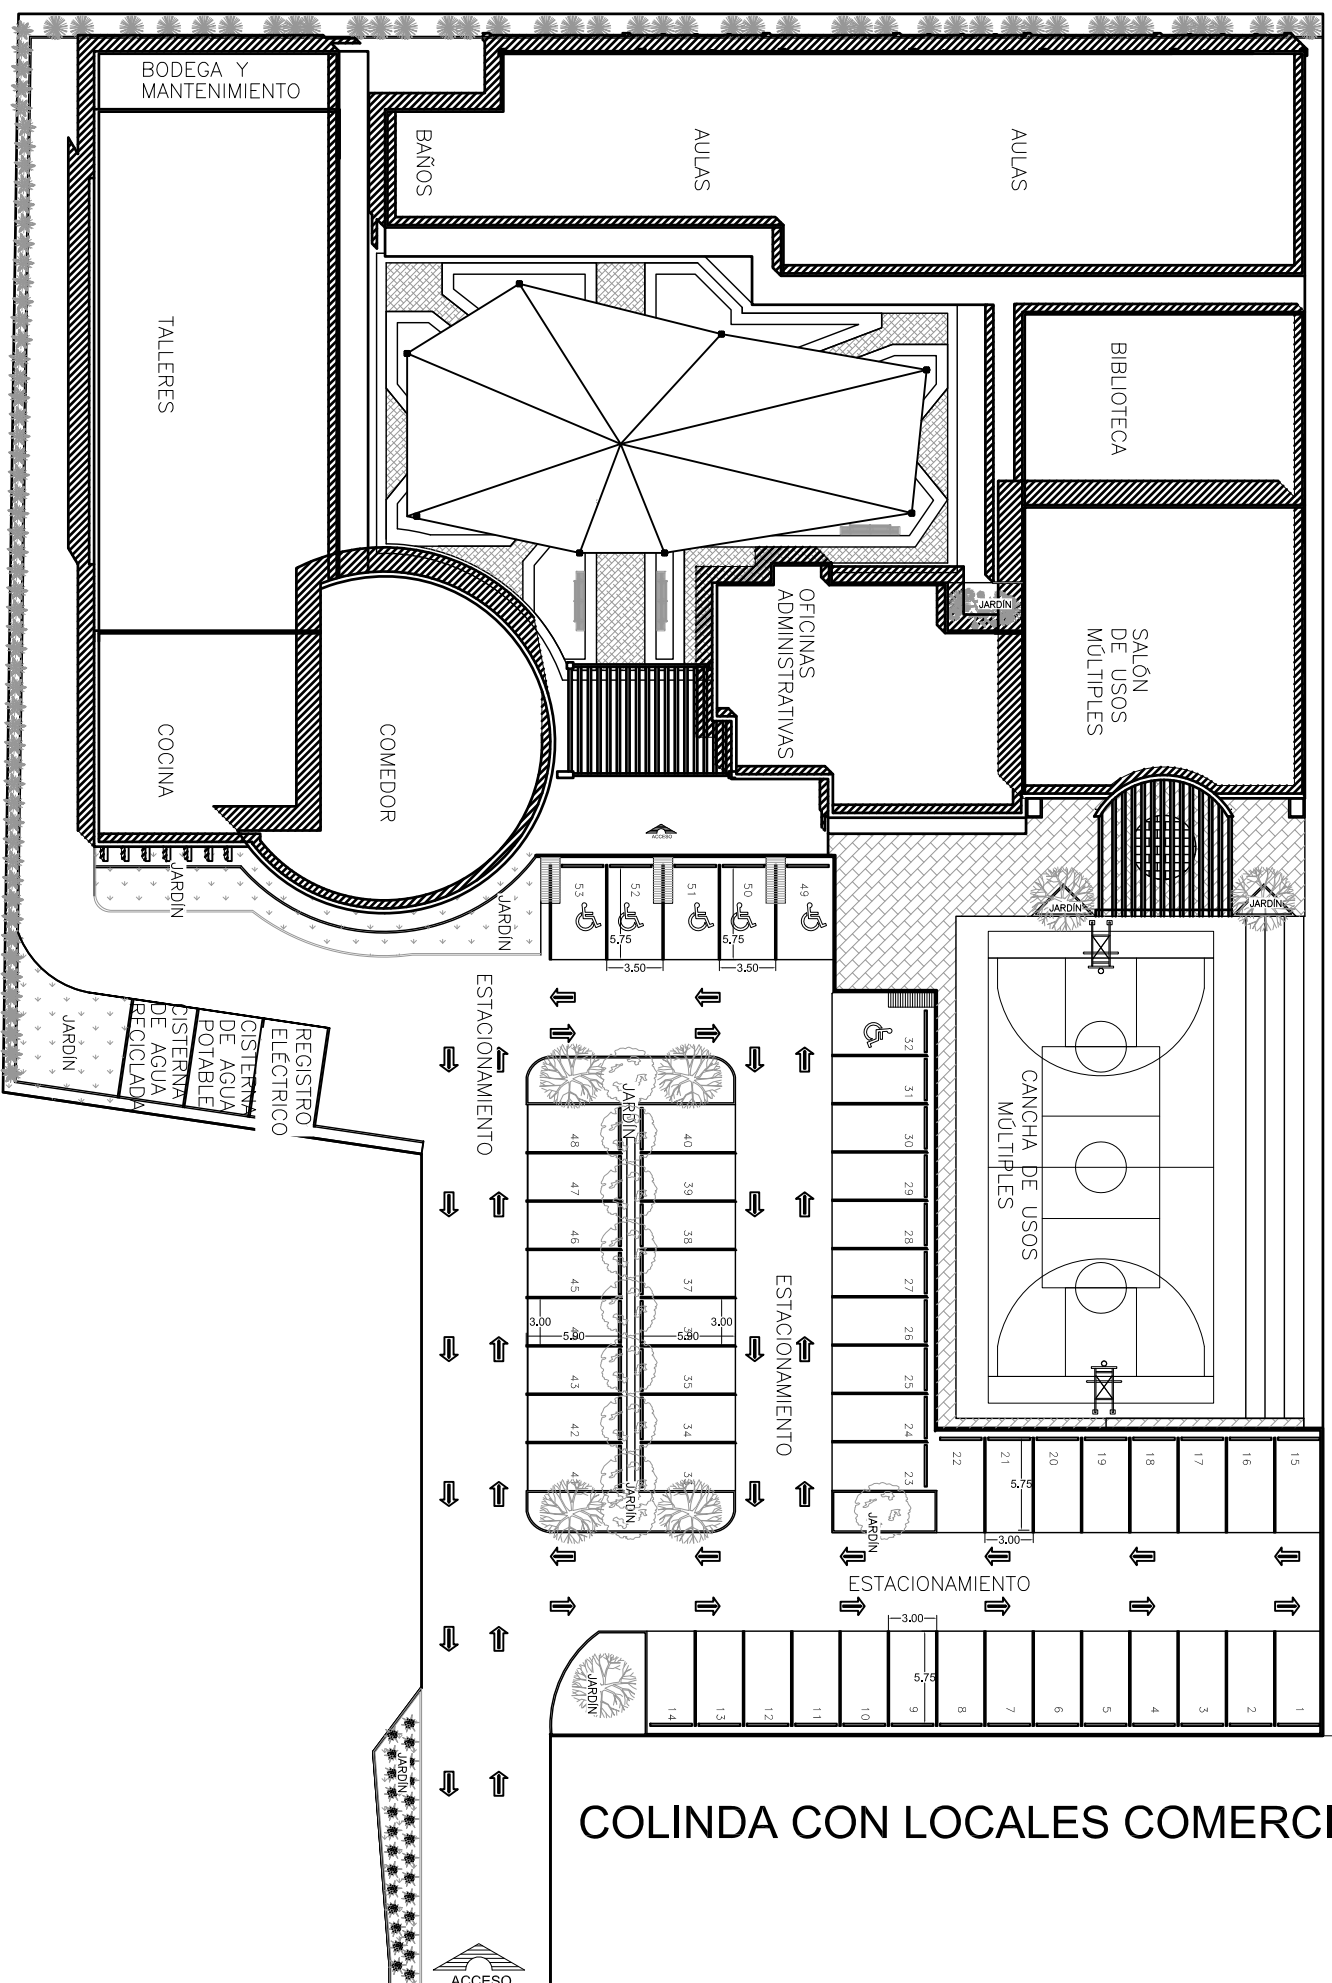 BODEGA Y
MANTENIMIENTO
BAÑOS
AULAS
AULAS
TALLERES
BIBLIOTECA
JARDÍN
OFICINAS
ADMINISTRATIVAS
SALÓN
DE USOS
MÚLTIPLES
COCINA
COMEDOR
ACCESO
JARDÍN
JARDÍN
JARDÍN
JARDÍN
53
52
51
50
49
5.75
5.75
3.50
3.50
ESTACIONAMIENTO
JARDÍN
CISTERNA
DE AGUA
RECICLADA
CISTERNA
DE AGUA
POTABLE
REGISTRO
ELÉCTRICO
CANCHA DE USOS
MÚLTIPLES
32
31
30
29
28
27
26
25
24
23
JARDÍN
48
47
46
45
43
42
40
39
38
37
35
34
3.00
5.90
5.90
3.00
ESTACIONAMIENTO
JARDÍN
JARDÍN
22
21
20
19
18
17
16
15
5.75
3.00
ESTACIONAMIENTO
3.00
5.75
JARDÍN
14
13
12
11
10
9
8
7
6
5
4
3
2
1
JARDÍN
COLINDA CON LOCALES COMERCI
ACCESO